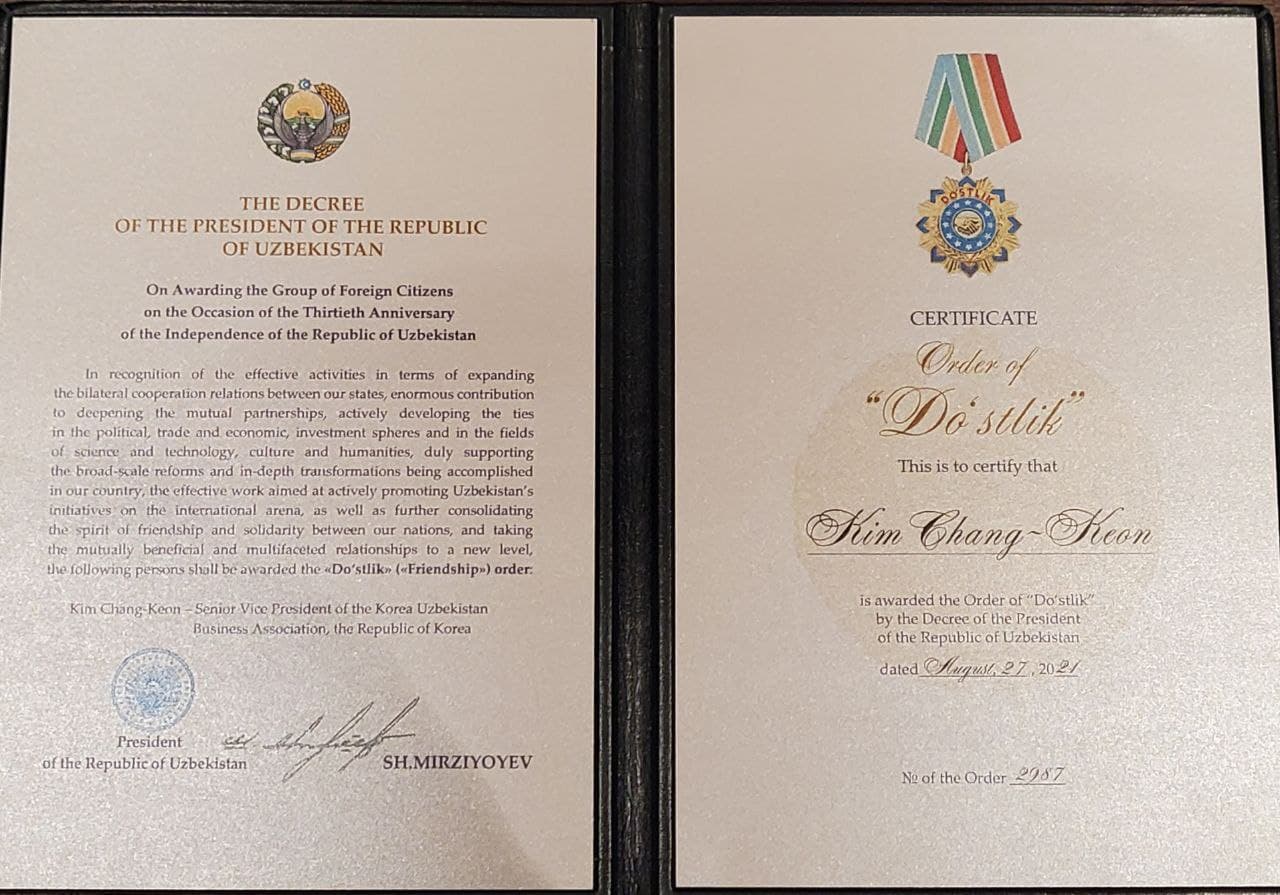 THE DECREE
OF THE PRESIDENT OF THE REPUBLIC
OF UZBEKISTAN
On Awarding the Group of Foreign Citizens
on the Occasion of the Thirtieth Anniversary
of the Independence of the Republic of Uzbekistan
In recognition of the effective activities in terms of expanding
the bilateral cooperation relations between our states, enormous contribution
to deepening the mutual partnerships, actively developing the ties
in the political, trade and economic, investment spheres and in the fields
of science and technology, culture and humanities, duly supporting
the broad-scale reforms and in-depth transformations being accomplished
in our country, the effective work aimed at actively promoting Uzbekistan's
initiatives on the international arena, as well as further consolidating
the spirit of friendship and solidarity between our nations, and taking
the mutually beneficial and multifaceted relationships to a new level,
the following persons shall be awarded the «Do‘stlik» («Friendship») order:
Kim Chang-Keon – Senior Vice President of the Korea Uzbekistan
Business Association, the Republic of Korea
President
of the Republic of Uzbekistan
SH.MIRZIYOYEV
DO'STLIK
CERTIFICATE
Order of
“Do‘stlik”
This is to certify that
Kim Chang~Keon
is awarded the Order of “Do‘stlik”
by the Decree of the President
of the Republic of Uzbekistan
dated August, 27, 2021
№ of the Order 2987